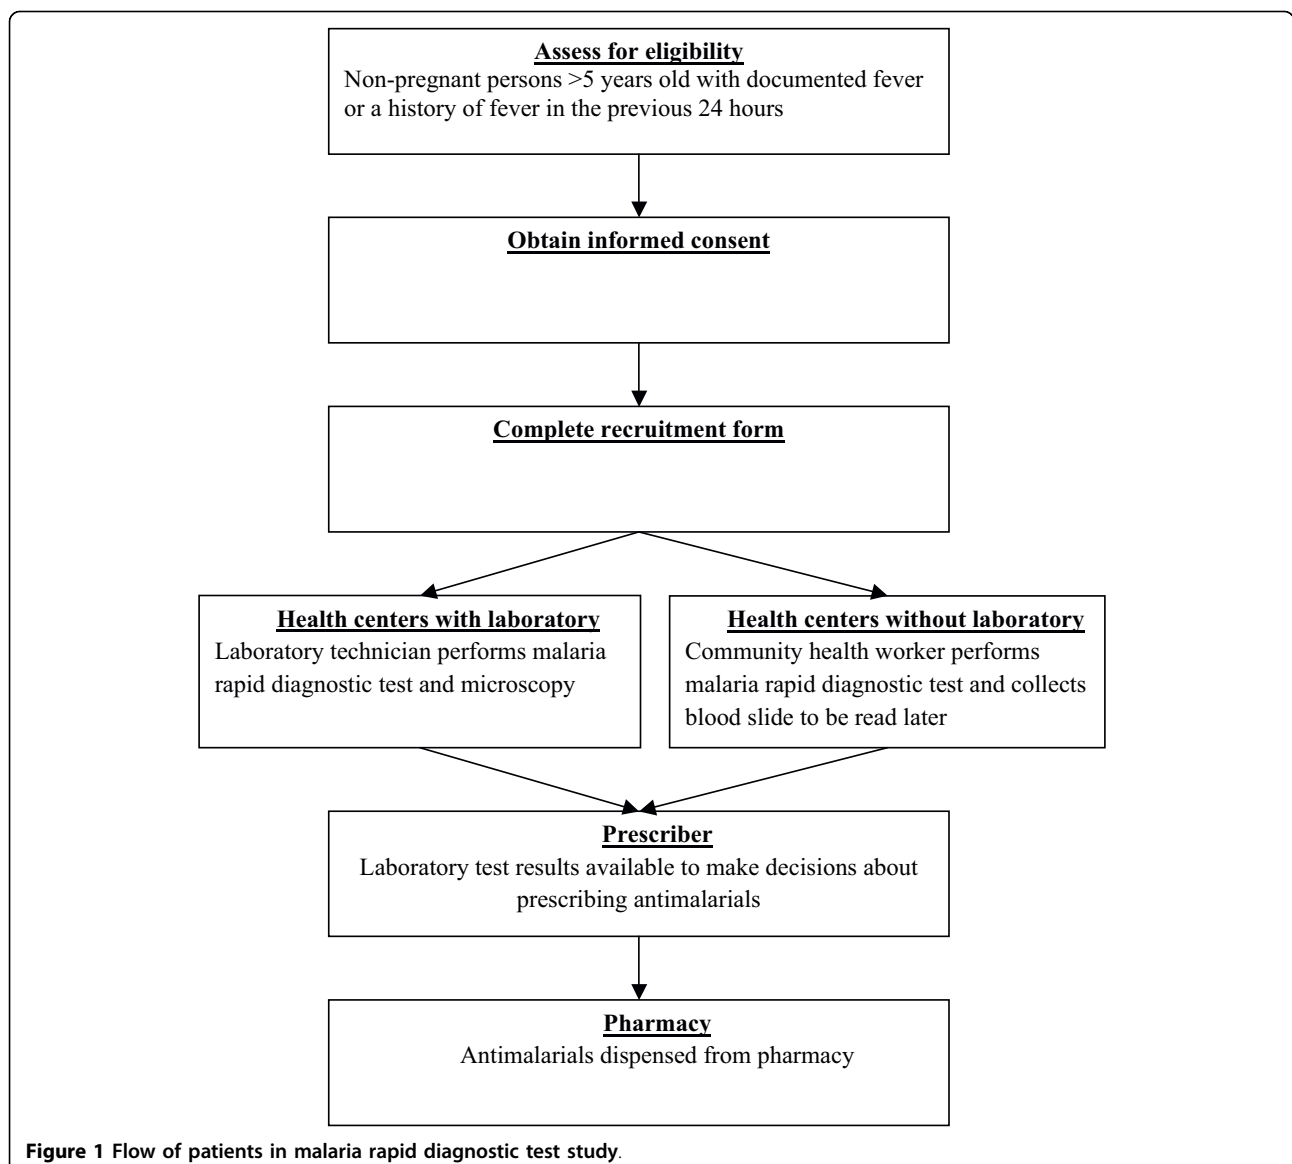 Assess for eligibility
Non-pregnant persons >5 years old with documented fever
or a history of fever in the previous 24 hours
Obtain informed consent
Complete recruitment form
Health centers with laboratory
Laboratory technician performs malaria
rapid diagnostic test and microscopy
Health centers without laboratory
Community health worker performs
malaria rapid diagnostic test and collects
blood slide to be read later
Prescriber
Laboratory test results available to make decisions about
prescribing antimalarials
Pharmacy
Antimalarials dispensed from pharmacy
Figure 1 Flow of patients in malaria rapid diagnostic test study.